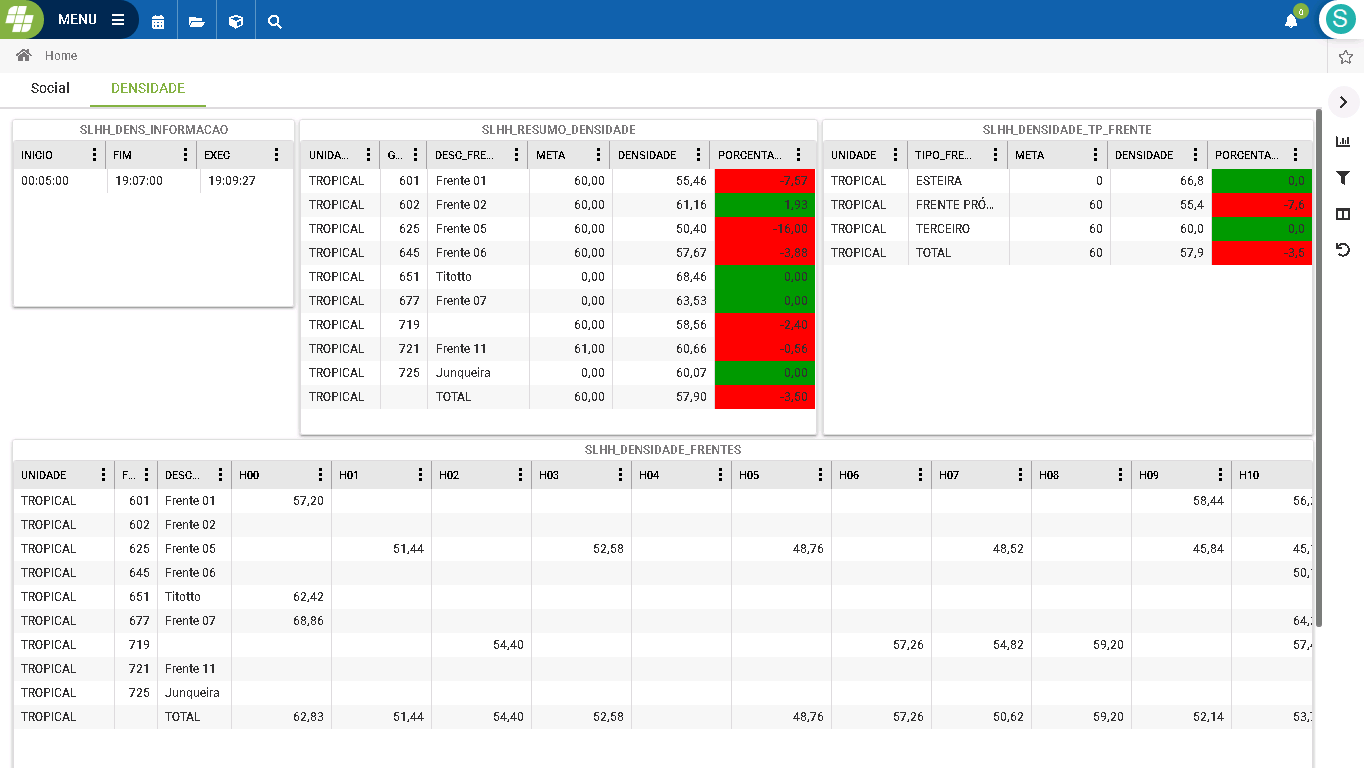 MENU
0
S
Home
Social DENSIDADE
SLHH_DENS_INFORMACAO
INICIO FIM EXEC
00:05:00 19:07:00 19:09:27
SLHH_RESUMO_DENSIDADE
UNIDA... G... DESC_FRE... META DENSIDADE PORCENTA...
TROPICAL 601 Frente 01 60,00 55,46 -7,57
TROPICAL 602 Frente 02 60,00 61,16 1,93
TROPICAL 625 Frente 05 60,00 50,40 -16,00
TROPICAL 645 Frente 06 60,00 57,67 -3,88
TROPICAL 651 Titotto 0,00 68,46 0,00
TROPICAL 677 Frente 07 0,00 63,53 0,00
TROPICAL 719 60,00 58,56 -2,40
TROPICAL 721 Frente 11 61,00 60,66 -0,56
TROPICAL 725 Junqueira 0,00 60,07 0,00
TROPICAL TOTAL 60,00 57,90 -3,50
SLHH_DENSIDADE_TP_FRENTE
UNIDADE TIPO_FRE... META DENSIDADE PORCENTA...
TROPICAL ESTEIRA 0 66,8 0,0
TROPICAL FRENTE PRÓ... 60 55,4 -7,6
TROPICAL TERCEIRO 60 60,0 0,0
TROPICAL TOTAL 60 57,9 -3,5
SLHH_DENSIDADE_FRENTES
UNIDADE F... DESC... H00 H01 H02 H03 H04 H05 H06 H07 H08 H09 H10
TROPICAL 601 Frente 01 57,20 58,44 56,
TROPICAL 602 Frente 02
TROPICAL 625 Frente 05 51,44 52,58 48,76 48,52 45,84 45,
TROPICAL 645 Frente 06 50,
TROPICAL 651 Titotto 62,42
TROPICAL 677 Frente 07 68,86 64,
TROPICAL 719 54,40 57,26 54,82 59,20 57,
TROPICAL 721 Frente 11
TROPICAL 725 Junqueira
TROPICAL TOTAL 62,83 51,44 54,40 52,58 48,76 57,26 50,62 59,20 52,14 53,